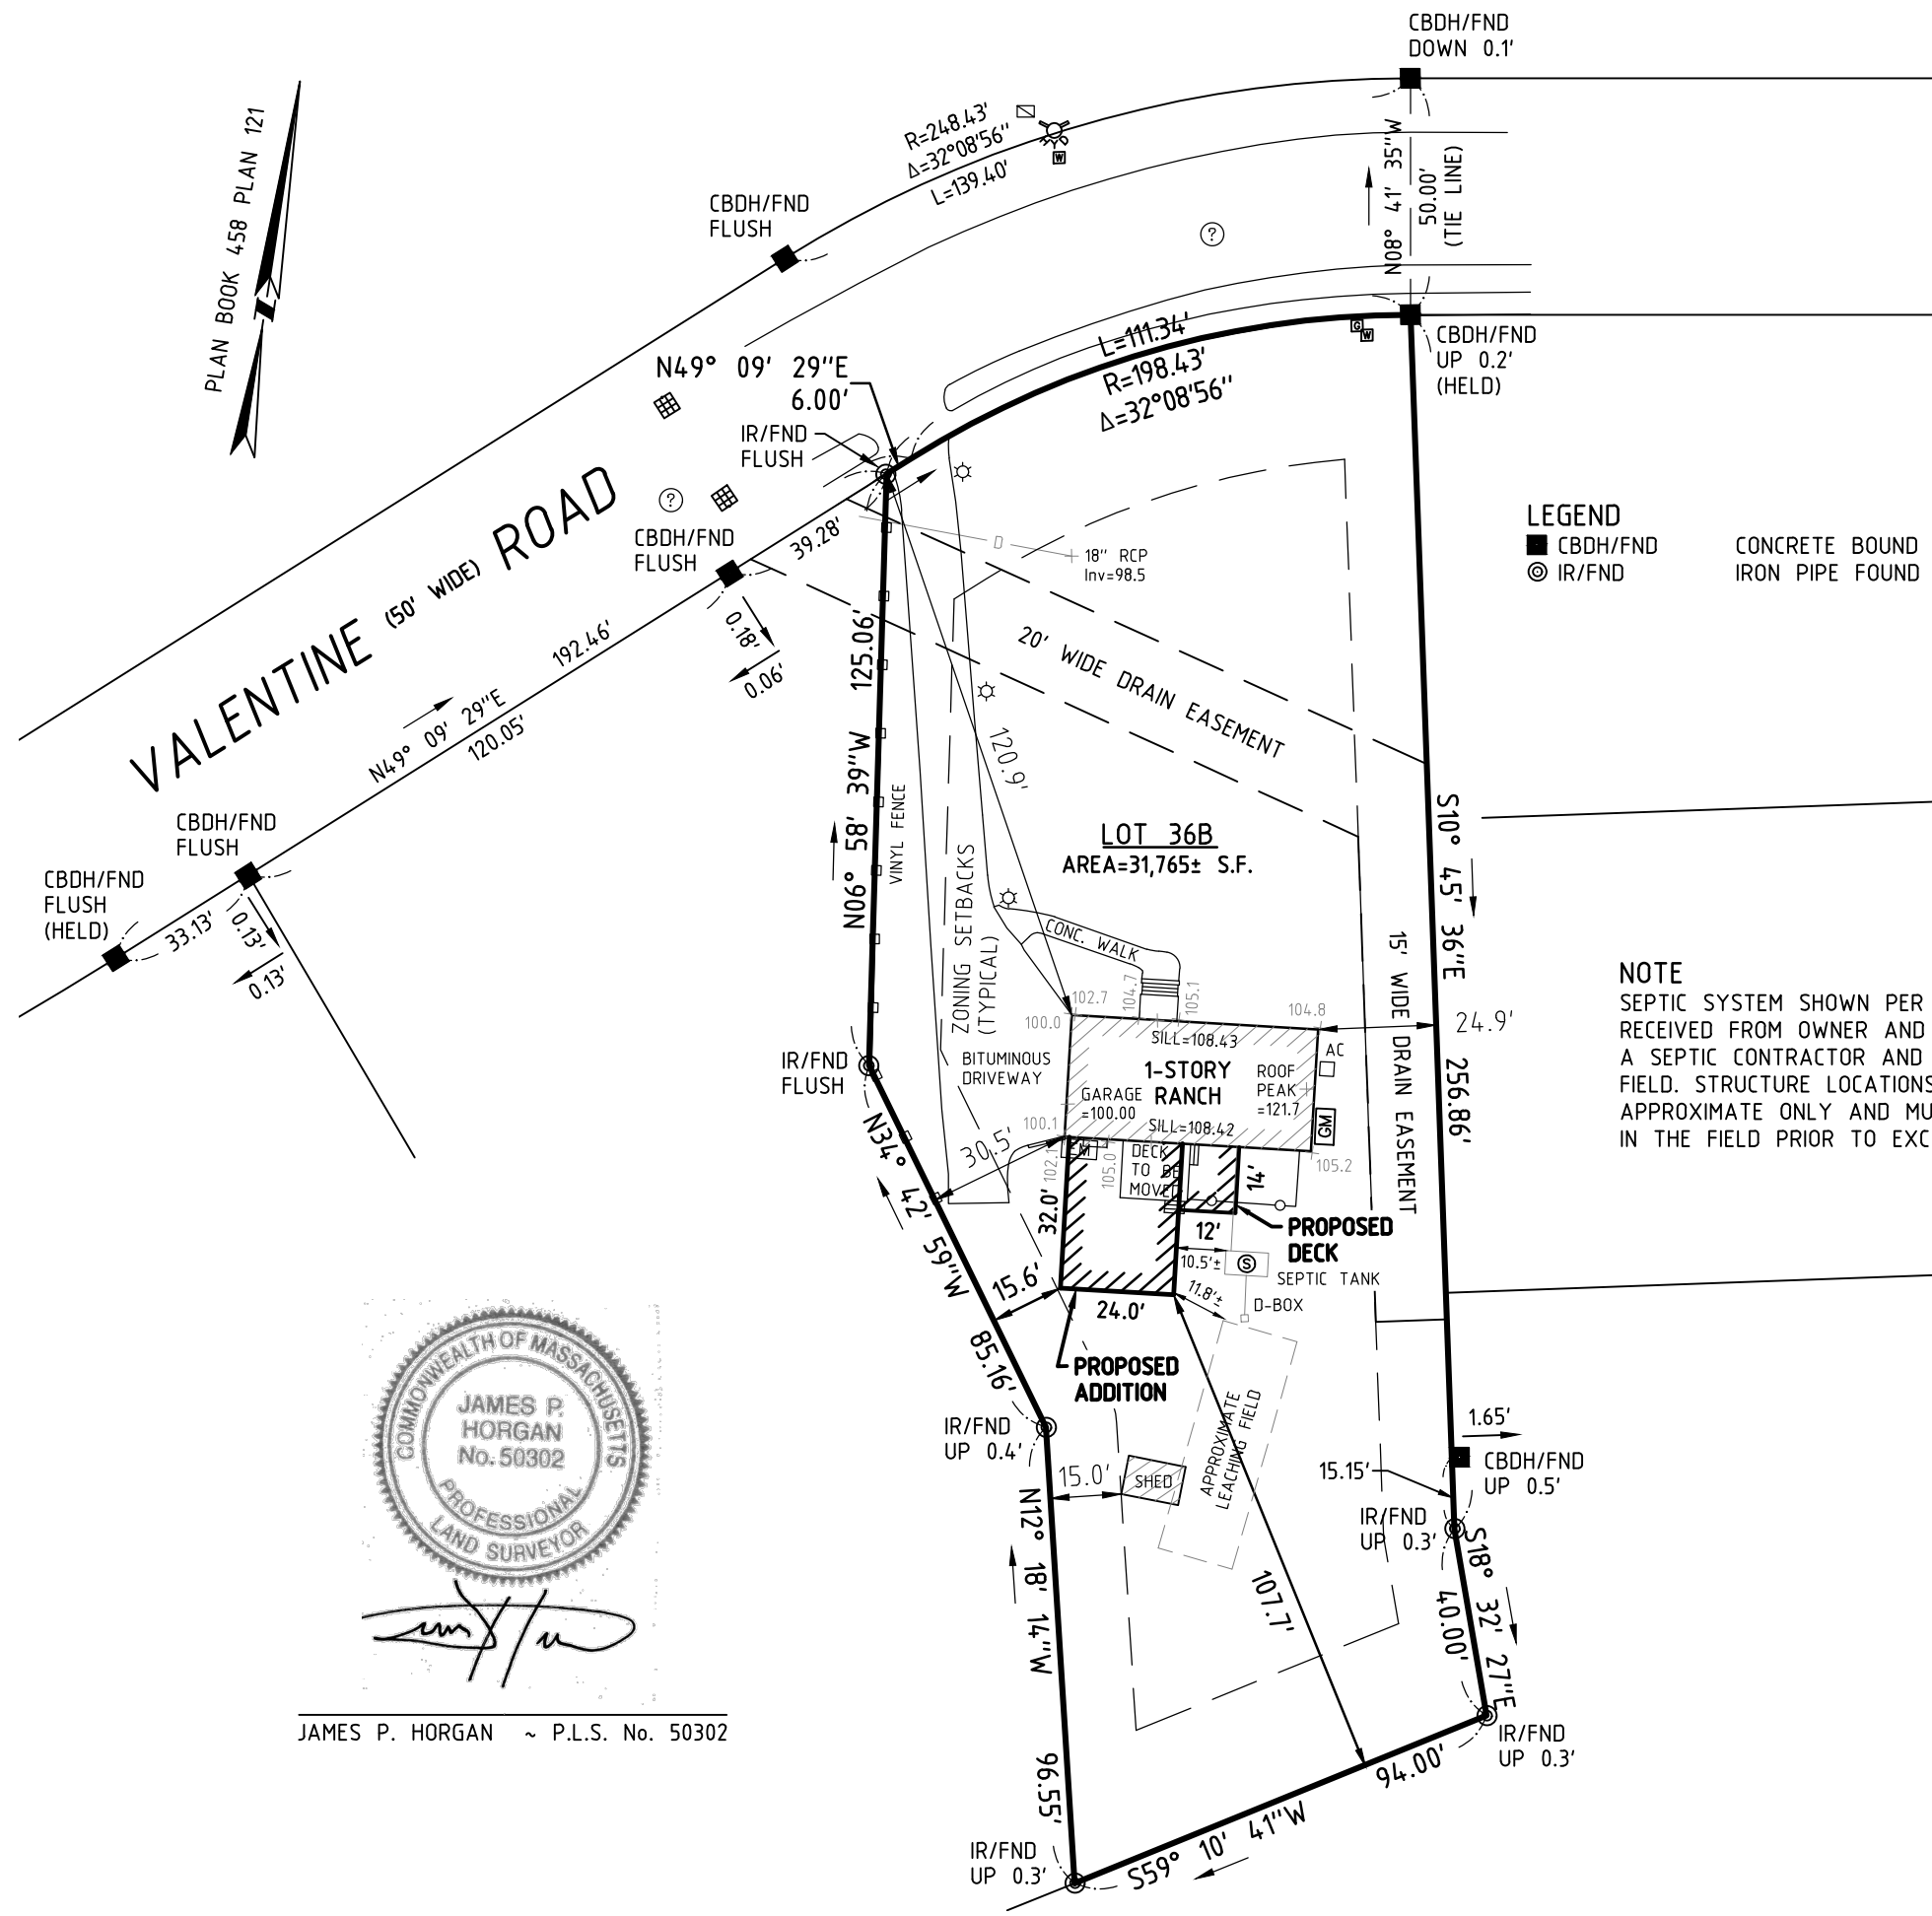 CBDH/FND
DOWN 0.1'
PLAN BOOK 458 PLAN 121
R=248.43'
Δ=32°08'56"
L=139.40'
W
N08° 41' 35"W
50.00'
(TIE LINE)
CBDH/FND
FLUSH
?
L=111.34'
R=198.43'
Δ=32°08'56"
G
W
CBDH/FND
UP 0.2'
(HELD)
N49° 09' 29"E
6.00'
IR/FND
FLUSH
?
VALENTINE (50' WIDE) ROAD
CBDH/FND
FLUSH
39.28'
D
18" RCP
Inv=98.5
LEGEND
CBDH/FND CONCRETE BOUND
IR/FND IRON PIPE FOUND
0.18'
0.06'
192.46'
N49° 09' 29"E
120.05'
20' WIDE DRAIN EASEMENT
N06° 58' 39"W 125.06'
VINYL FENCE
120.9'
CBDH/FND
FLUSH
CBDH/FND
FLUSH
(HELD)
33.13'
0.13'
0.13'
LOT 36B
AREA=31,765± S.F.
ZONING SETBACKS
(TYPICAL)
CONC. WALK
S10° 45' 36"E 256.86'
15' WIDE DRAIN EASEMENT
24.9'
NOTE
SEPTIC SYSTEM SHOWN PER
RECEIVED FROM OWNER AND
A SEPTIC CONTRACTOR AND
FIELD. STRUCTURE LOCATIONS
APPROXIMATE ONLY AND MU
IN THE FIELD PRIOR TO EXC
102.7
104.7
105.1
104.8
100.0
SILL=108.43
1-STORY
RANCH
ROOF
PEAK
=121.7
AC
GM
GARAGE
=100.00
SILL=108.42
BITUMINOUS
DRIVEWAY
IR/FND
FLUSH
100.1
102.1
EM
105.0
105.2
DECK
TO BE
MOVED
N34° 42' 59"W 85.16'
30.5'
32.0'
14'
12'
PROPOSED
DECK
10.5'±
S
SEPTIC TANK
11.8'±
D-BOX
15.6'
24.0'
PROPOSED
ADDITION
APPROXIMATE
LEACHING FIELD
COMMONWEALTH OF MASSACHUSETTS
JAMES P.
HORGAN
No. 50302
PROFESSIONAL
LAND SURVEYOR
JAMES P. HORGAN ~ P.L.S. No. 50302
IR/FND
UP 0.4'
15.0'
SHED
1.65'
CBDH/FND
UP 0.5'
15.15'
IR/FND
UP 0.3'
S18° 32' 27"E
40.00'
N12° 18' 14"W 96.55'
107.7'
IR/FND
UP 0.3'
94.00'
S59° 10' 41"W
IR/FND
UP 0.3'